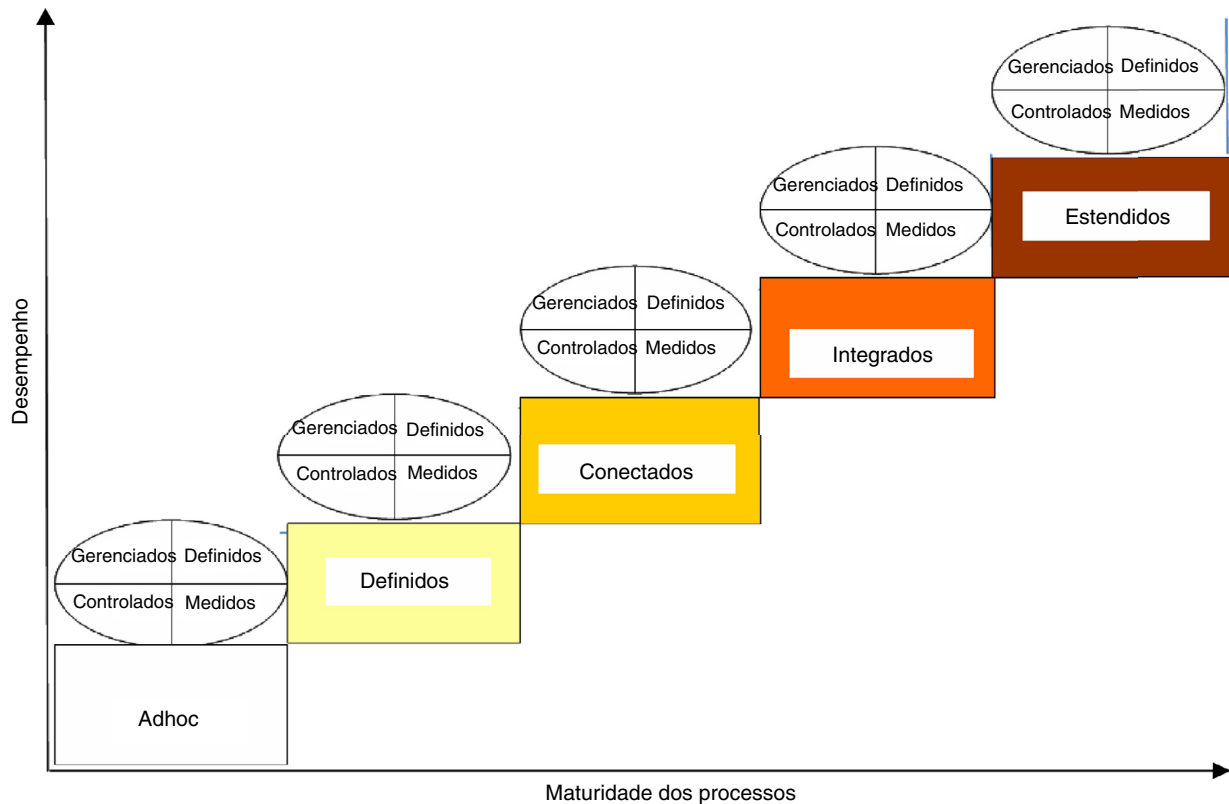 Gerenciados Definidos
Controlados Medidos
Estendidos
Gerenciados Definidos
Controlados Medidos
Integrados
Gerenciados Definidos
Controlados Medidos
Conectados
Gerenciados Definidos
Controlados Medidos
Definidos
Gerenciados Definidos
Controlados Medidos
Adhoc
Desempenho
Maturidade dos processos